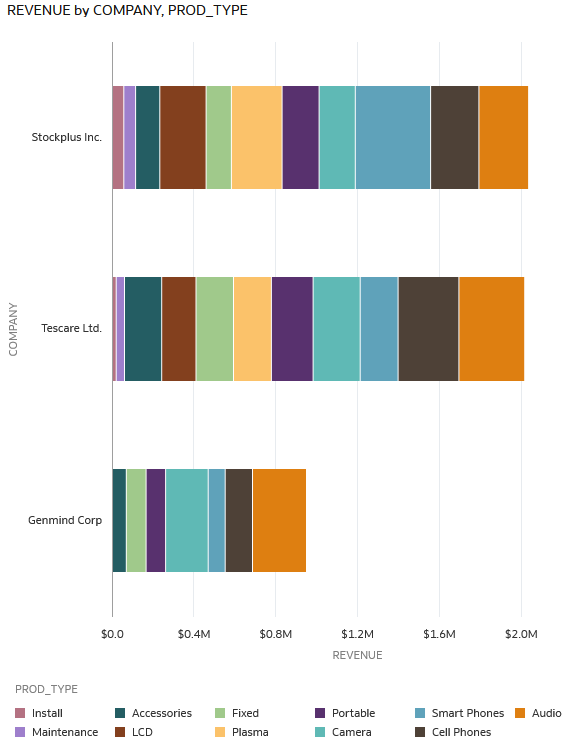 REVENUE by COMPANY, PROD_TYPE
Stockplus Inc.
Tescare Ltd.
Genmind Corp
COMPANY
$0.0 $0.4M $0.8M $1.2M $1.6M $2.0M
REVENUE
PROD_TYPE
Install Accessories Fixed Portable Smart Phones Audio
Maintenance LCD Plasma Camera Cell Phones